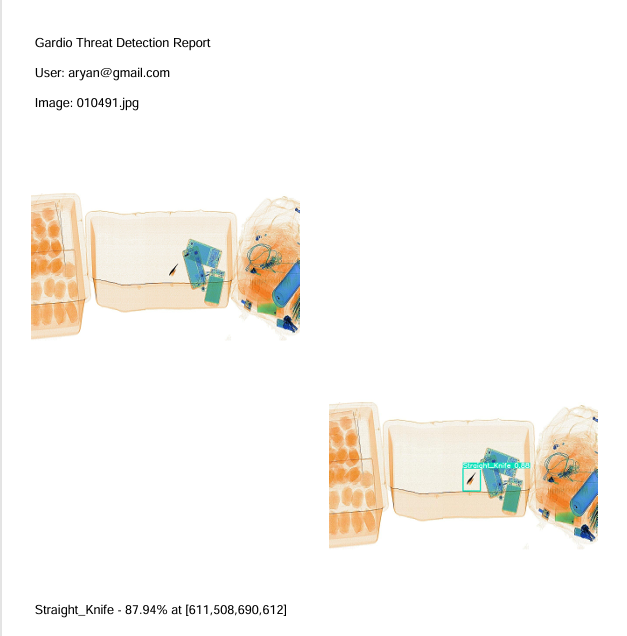 Gardio Threat Detection Report
User: aryan@gmail.com
Image: 010491.jpg
Straight_Knife 0.88
Straight_Knife - 87.94% at [611,508,690,612]